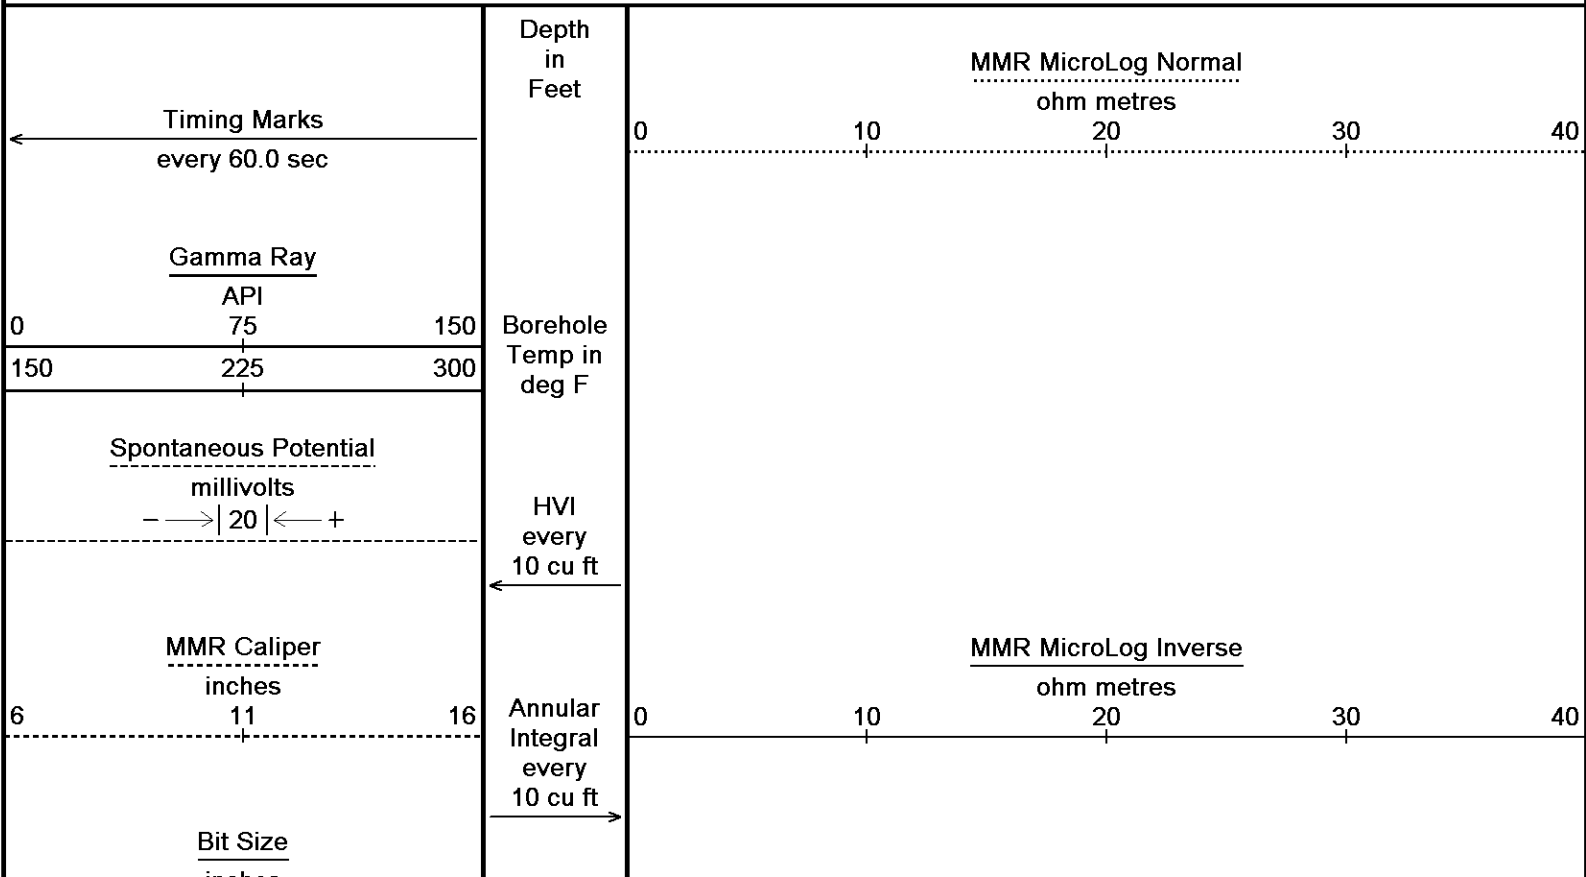 Timing Marks
every 60.0 sec
Gamma Ray
API
0 75 150
150 225 300
Spontaneous Potential
millivolts
− 20 +
MMR Caliper
inches
6 11 16
Bit Size
inches
Depth
in
Feet
Borehole
Temp in
deg F
HVI
every
10 cu ft
Annular
Integral
every
10 cu ft
MMR MicroLog Normal
ohm metres
0 10 20 30 40
MMR MicroLog Inverse
ohm metres
0 10 20 30 40